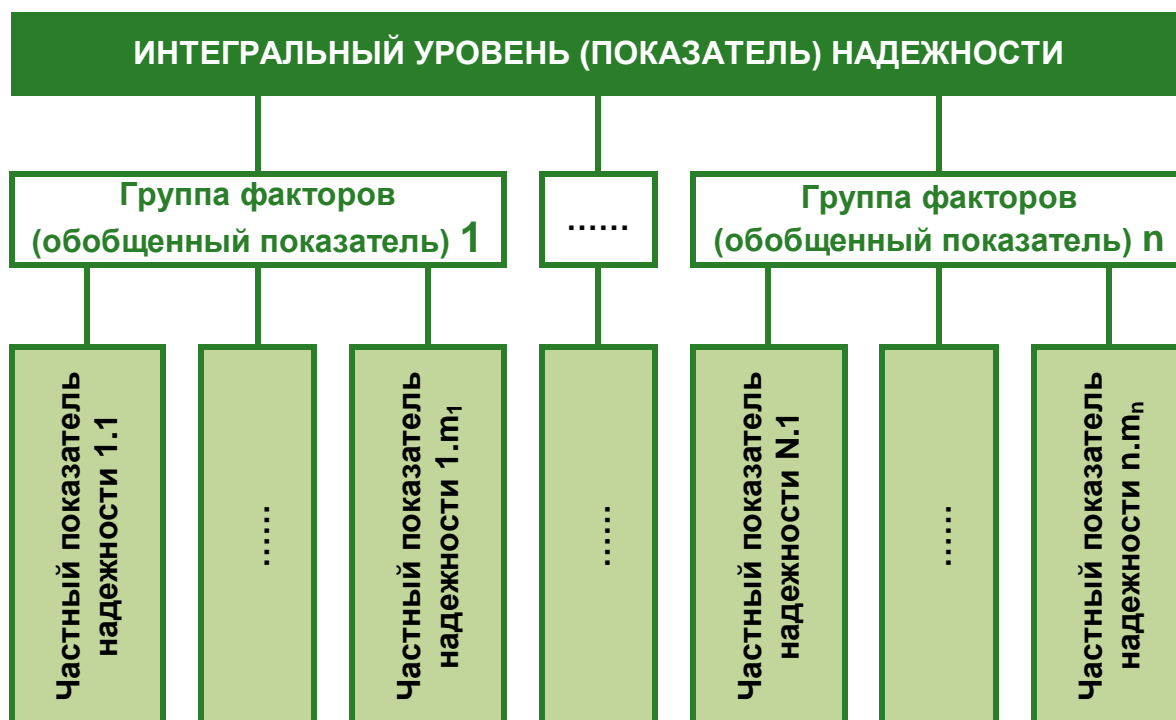 ИНТЕГРАЛЬНЫЙ УРОВЕНЬ (ПОКАЗАТЕЛЬ) НАДЕЖНОСТИ
Группа факторов
(обобщенный показатель) 1
......
Группа факторов
(обобщенный показатель) n
Частный показатель
надежности 1.1
......
Частный показатель
надежности 1.m₁
......
Частный показатель
надежности N.1
......
Частный показатель
надежности n.mₙ